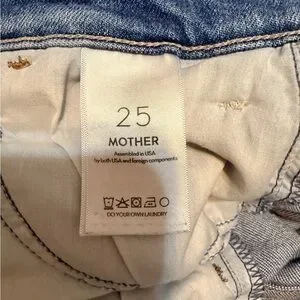 25
MOTHER
Assembled in USA
by both USA and foreign components
DO YOUR OWN LAUNDRY